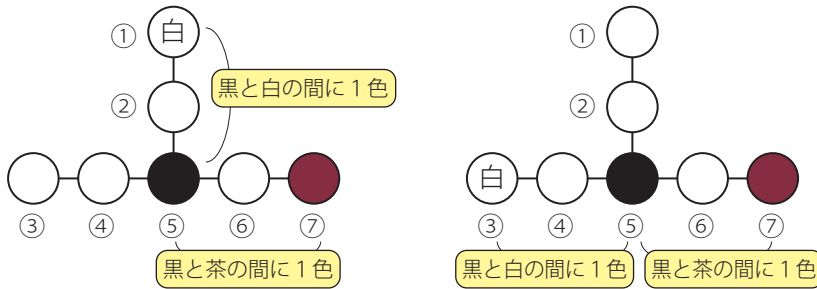 ① 白
② 黒と白の間に1色
③ ④ ⑤ ⑥ ⑦
黒と茶の間に1色
①
②
白
③ ④ ⑤ ⑥ ⑦
黒と白の間に1色 黒と茶の間に1色